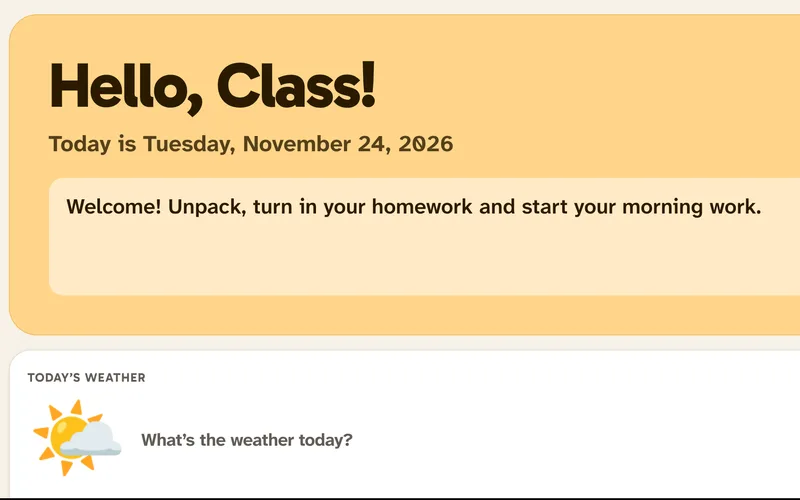 Hello, Class!
Today is Tuesday, November 24, 2026
Welcome! Unpack, turn in your homework and start your morning work.
TODAY’S WEATHER
What’s the weather today?